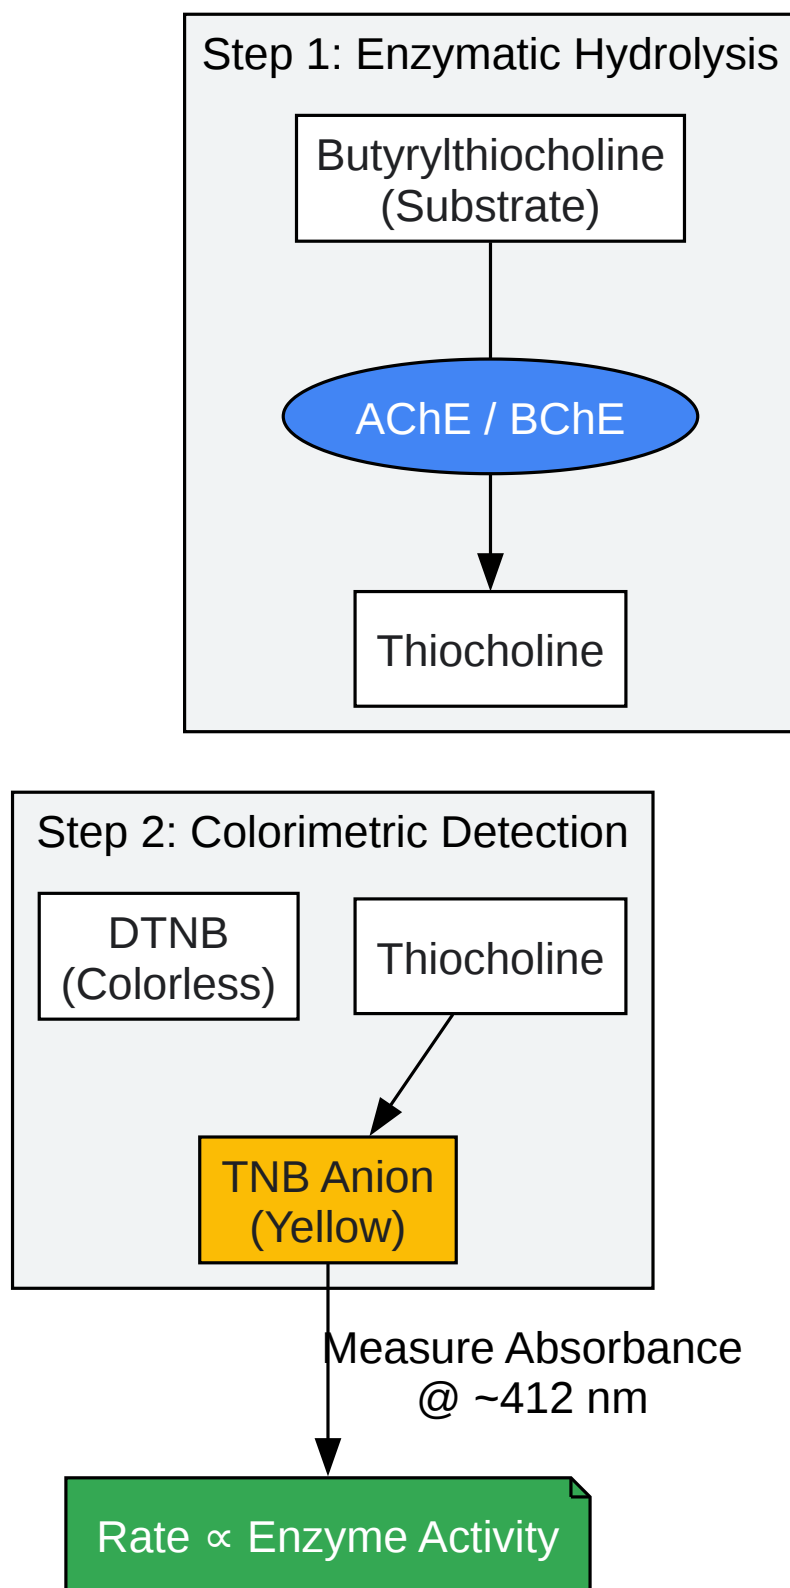 Step 1: Enzymatic Hydrolysis
Butyrylthiocholine
(Substrate)
AChE / BChE
Thiocholine
Step 2: Colorimetric Detection
DTNB
(Colorless)
Thiocholine
TNB Anion
(Yellow)
Measure Absorbance
@ ~412 nm
Rate ∝ Enzyme Activity